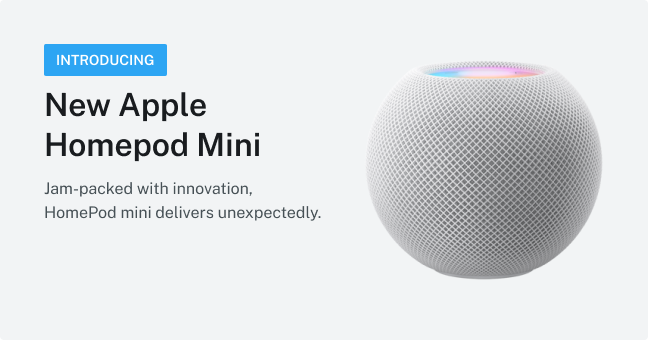 INTRODUCING
New Apple
Homepod Mini
Jam-packed with innovation,
HomePod mini delivers unexpectedly.